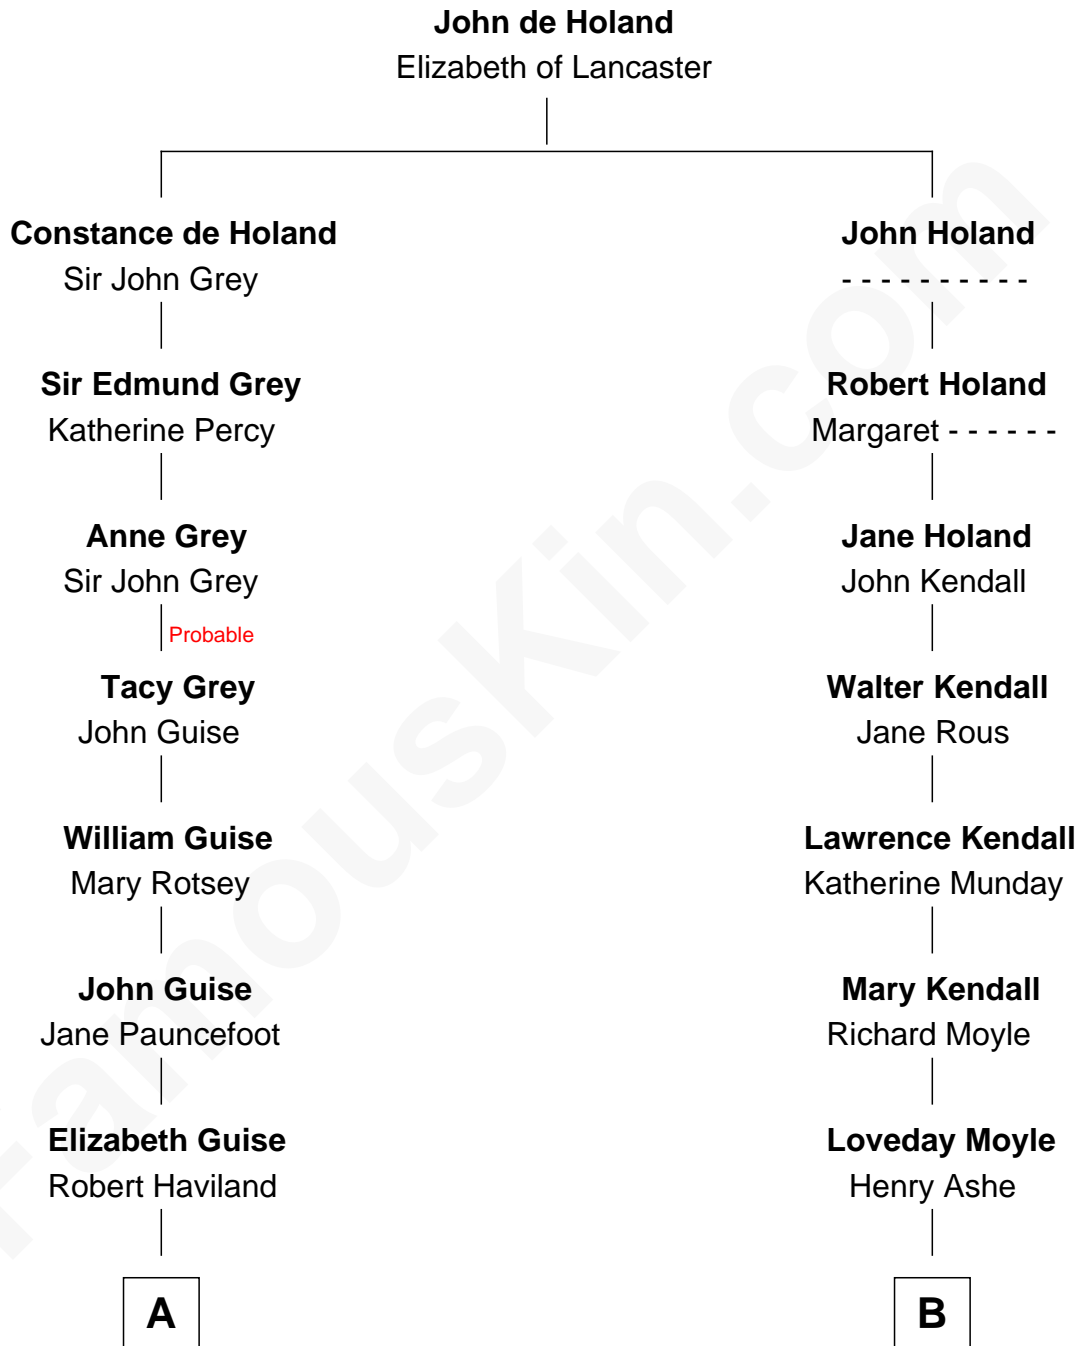 John de Holand
Elizabeth of Lancaster
Constance de Holand
Sir John Grey
John Holand
- - - - - - - - - -
Sir Edmund Grey
Katherine Percy
Robert Holand
Margaret - - - - - -
Anne Grey
Sir John Grey
Jane Holand
John Kendall
Probable
Tacy Grey
John Guise
Walter Kendall
Jane Rous
William Guise
Mary Rotsey
Lawrence Kendall
Katherine Munday
John Guise
Jane Pauncefoot
Mary Kendall
Richard Moyle
Elizabeth Guise
Robert Haviland
Loveday Moyle
Henry Ashe
A
B
FamousKin.com